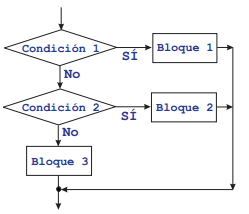 Condición 1
SÍ
Bloque 1
No
Condición 2
SÍ
Bloque 2
No
Bloque 3